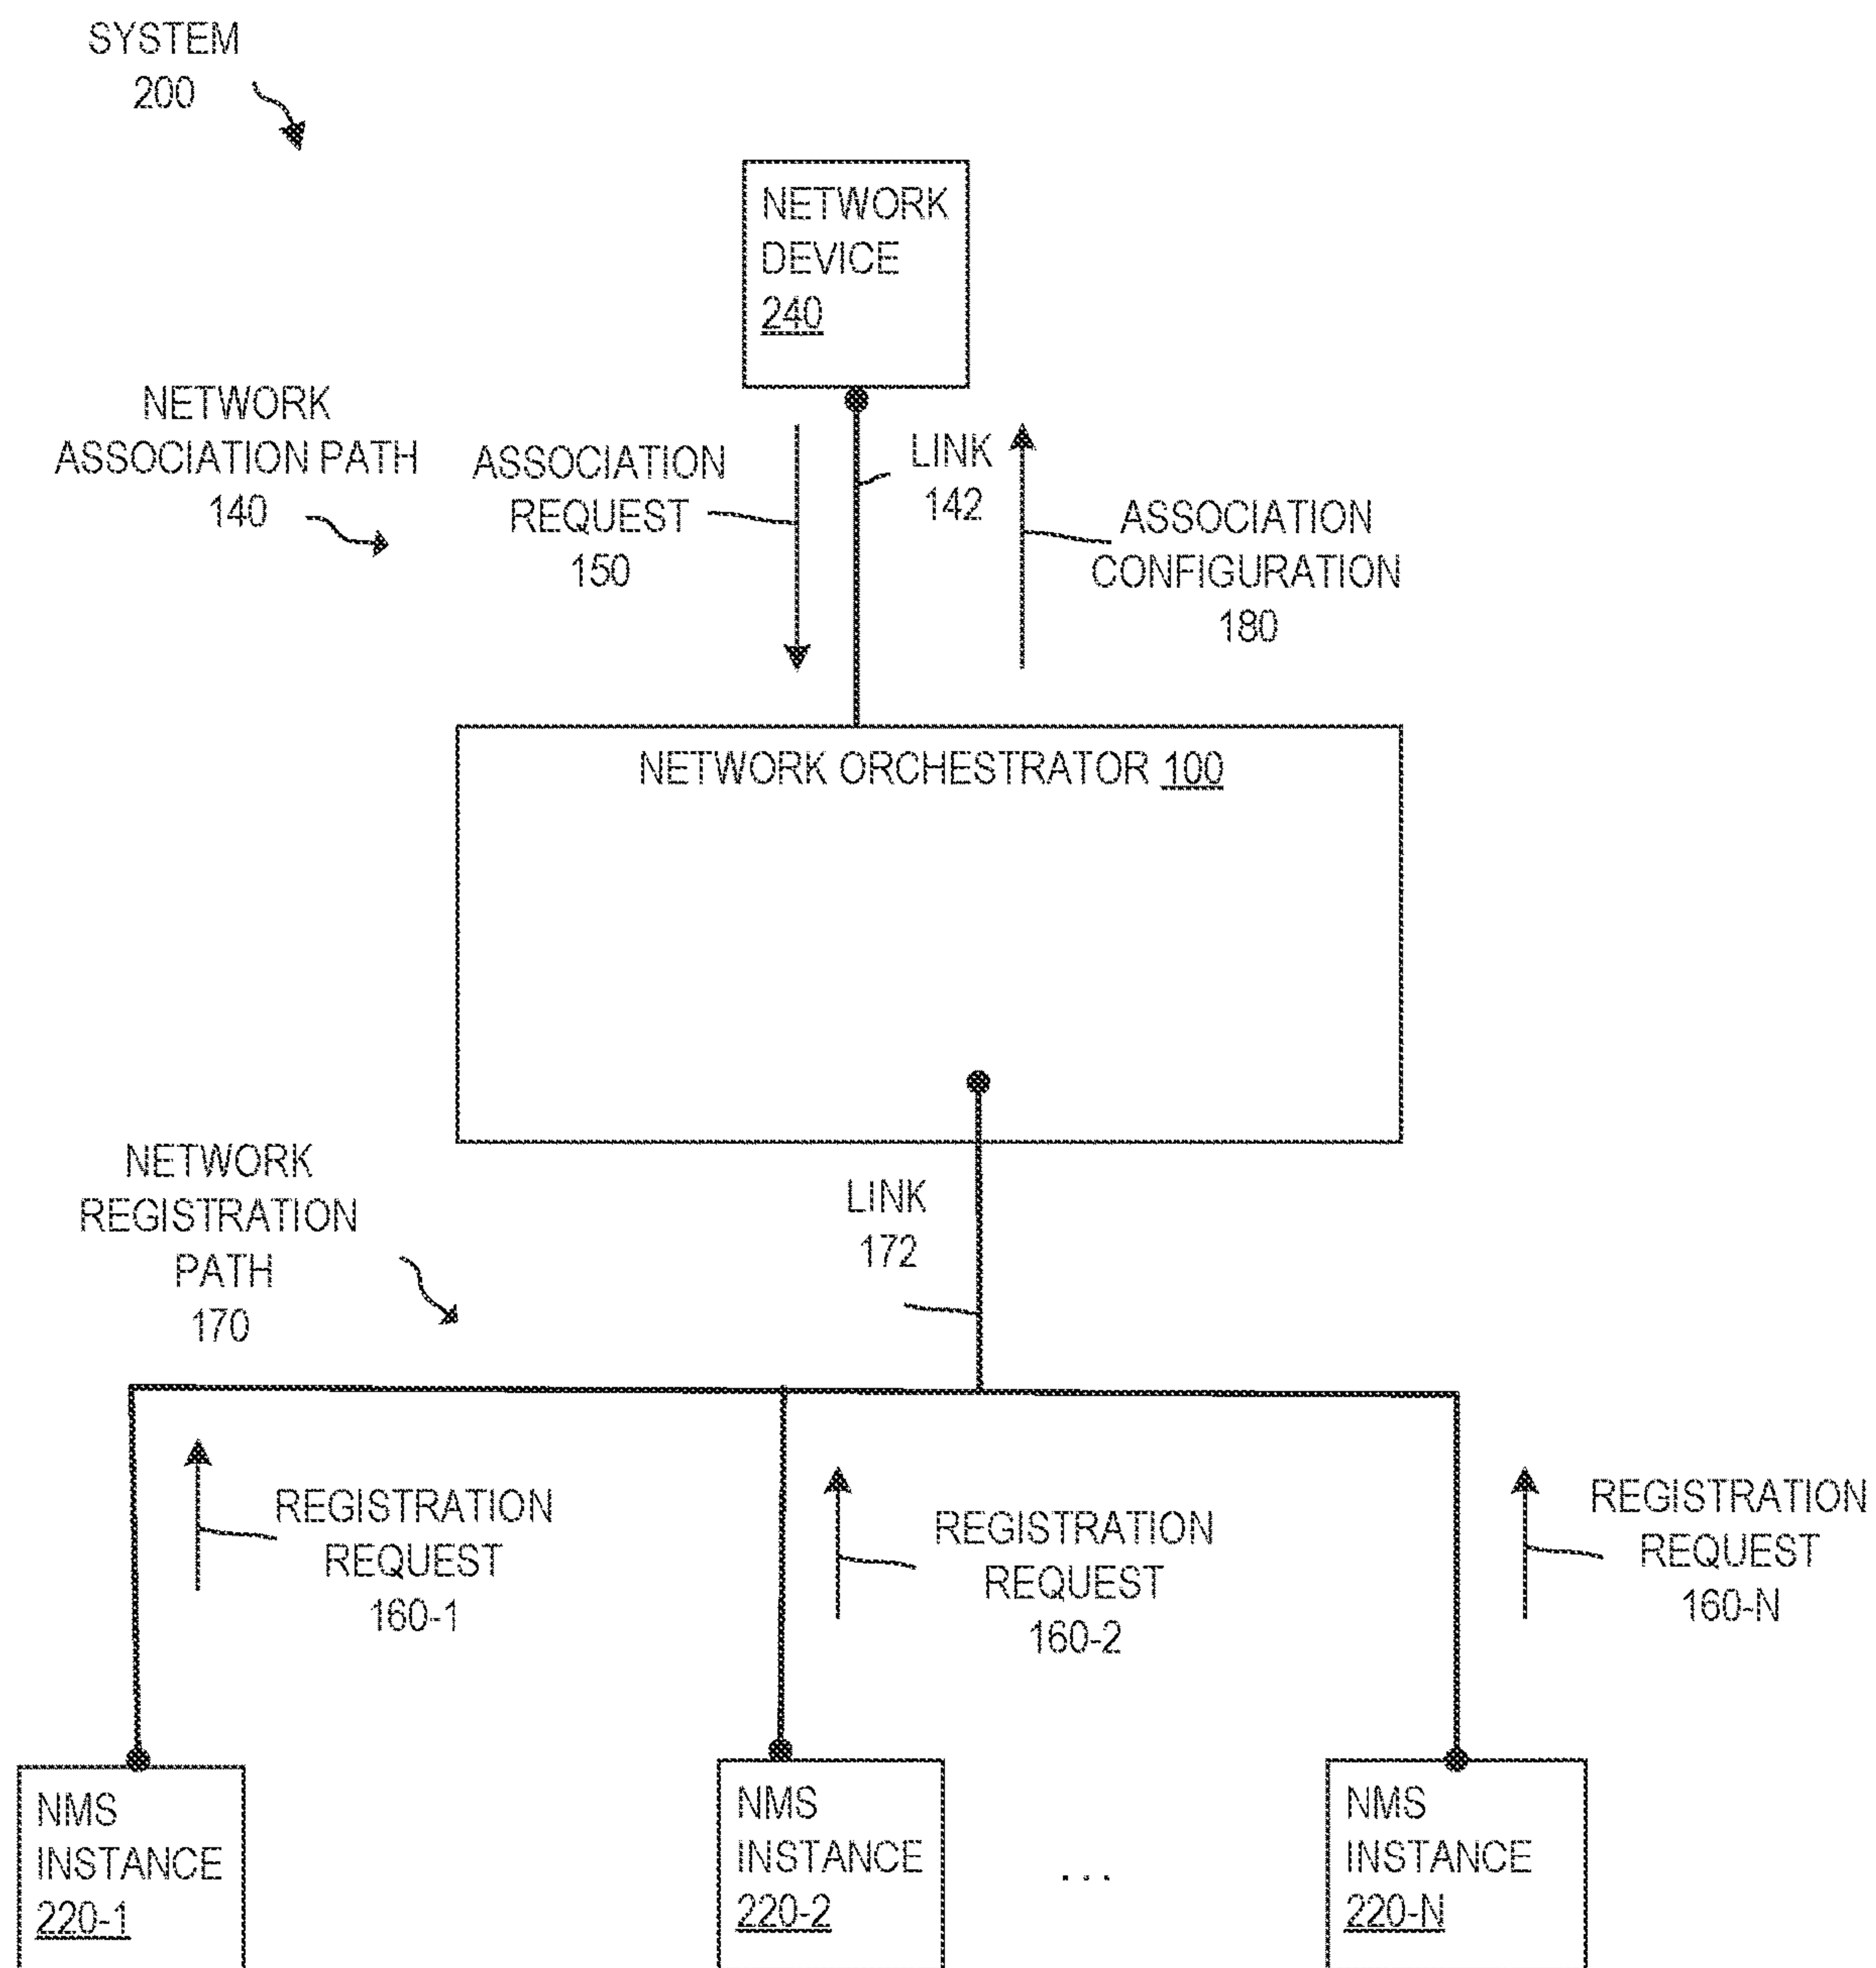 SYSTEM
200
NETWORK
DEVICE
240
NETWORK
ASSOCIATION PATH
140
ASSOCIATION
REQUEST
150
LINK
142
ASSOCIATION
CONFIGURATION
180
NETWORK ORCHESTRATOR 100
NETWORK
REGISTRATION
PATH
170
LINK
172
REGISTRATION
REQUEST
160-1
REGISTRATION
REQUEST
160-2
REGISTRATION
REQUEST
160-N
NMS
INSTANCE
220-1
NMS
INSTANCE
220-2
...
NMS
INSTANCE
220-N